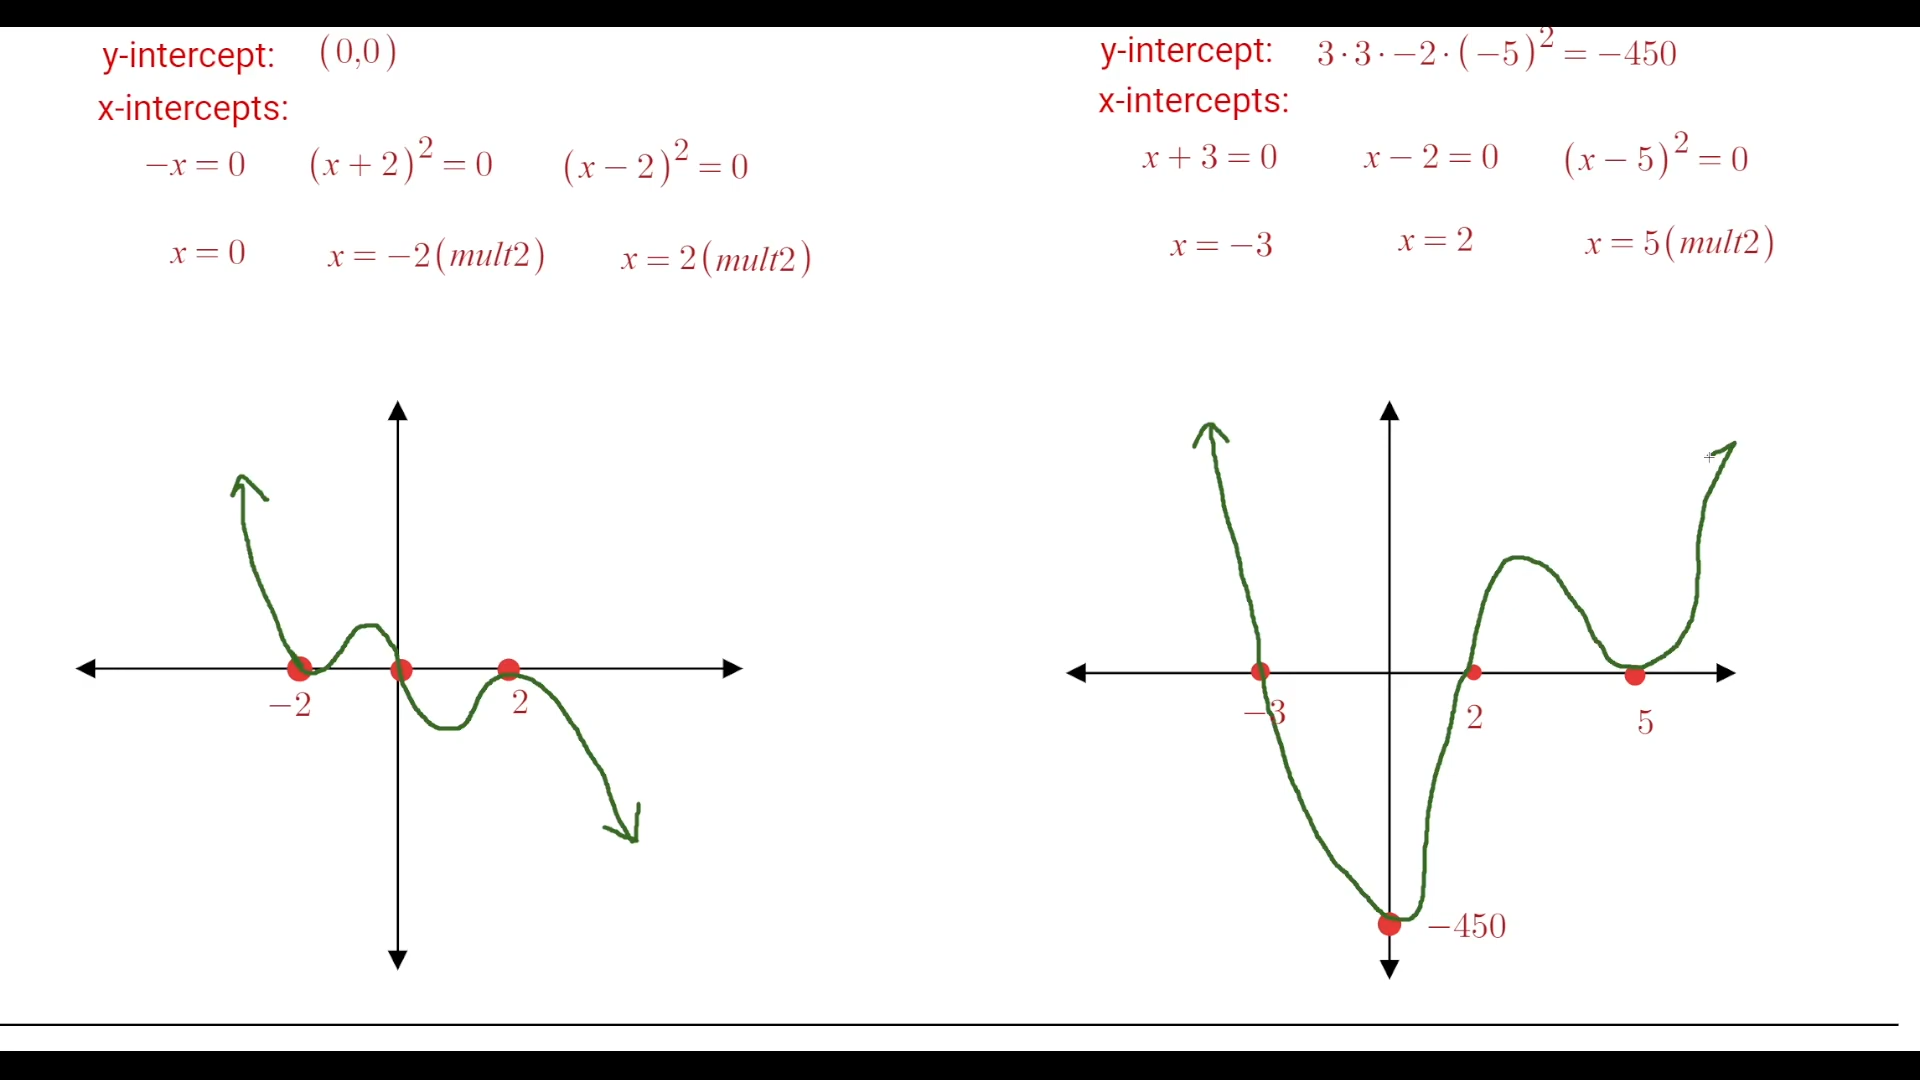 y-intercept: (0,0)
x-intercepts:
−x = 0 (x + 2)² = 0 (x − 2)² = 0
x = 0 x = −2(mult2) x = 2(mult2)
−2
2
y-intercept: 3 · 3 · −2 · (−5)² = −450
x-intercepts:
x + 3 = 0 x − 2 = 0 (x − 5)² = 0
x = −3 x = 2 x = 5(mult2)
−3
2
5
−450